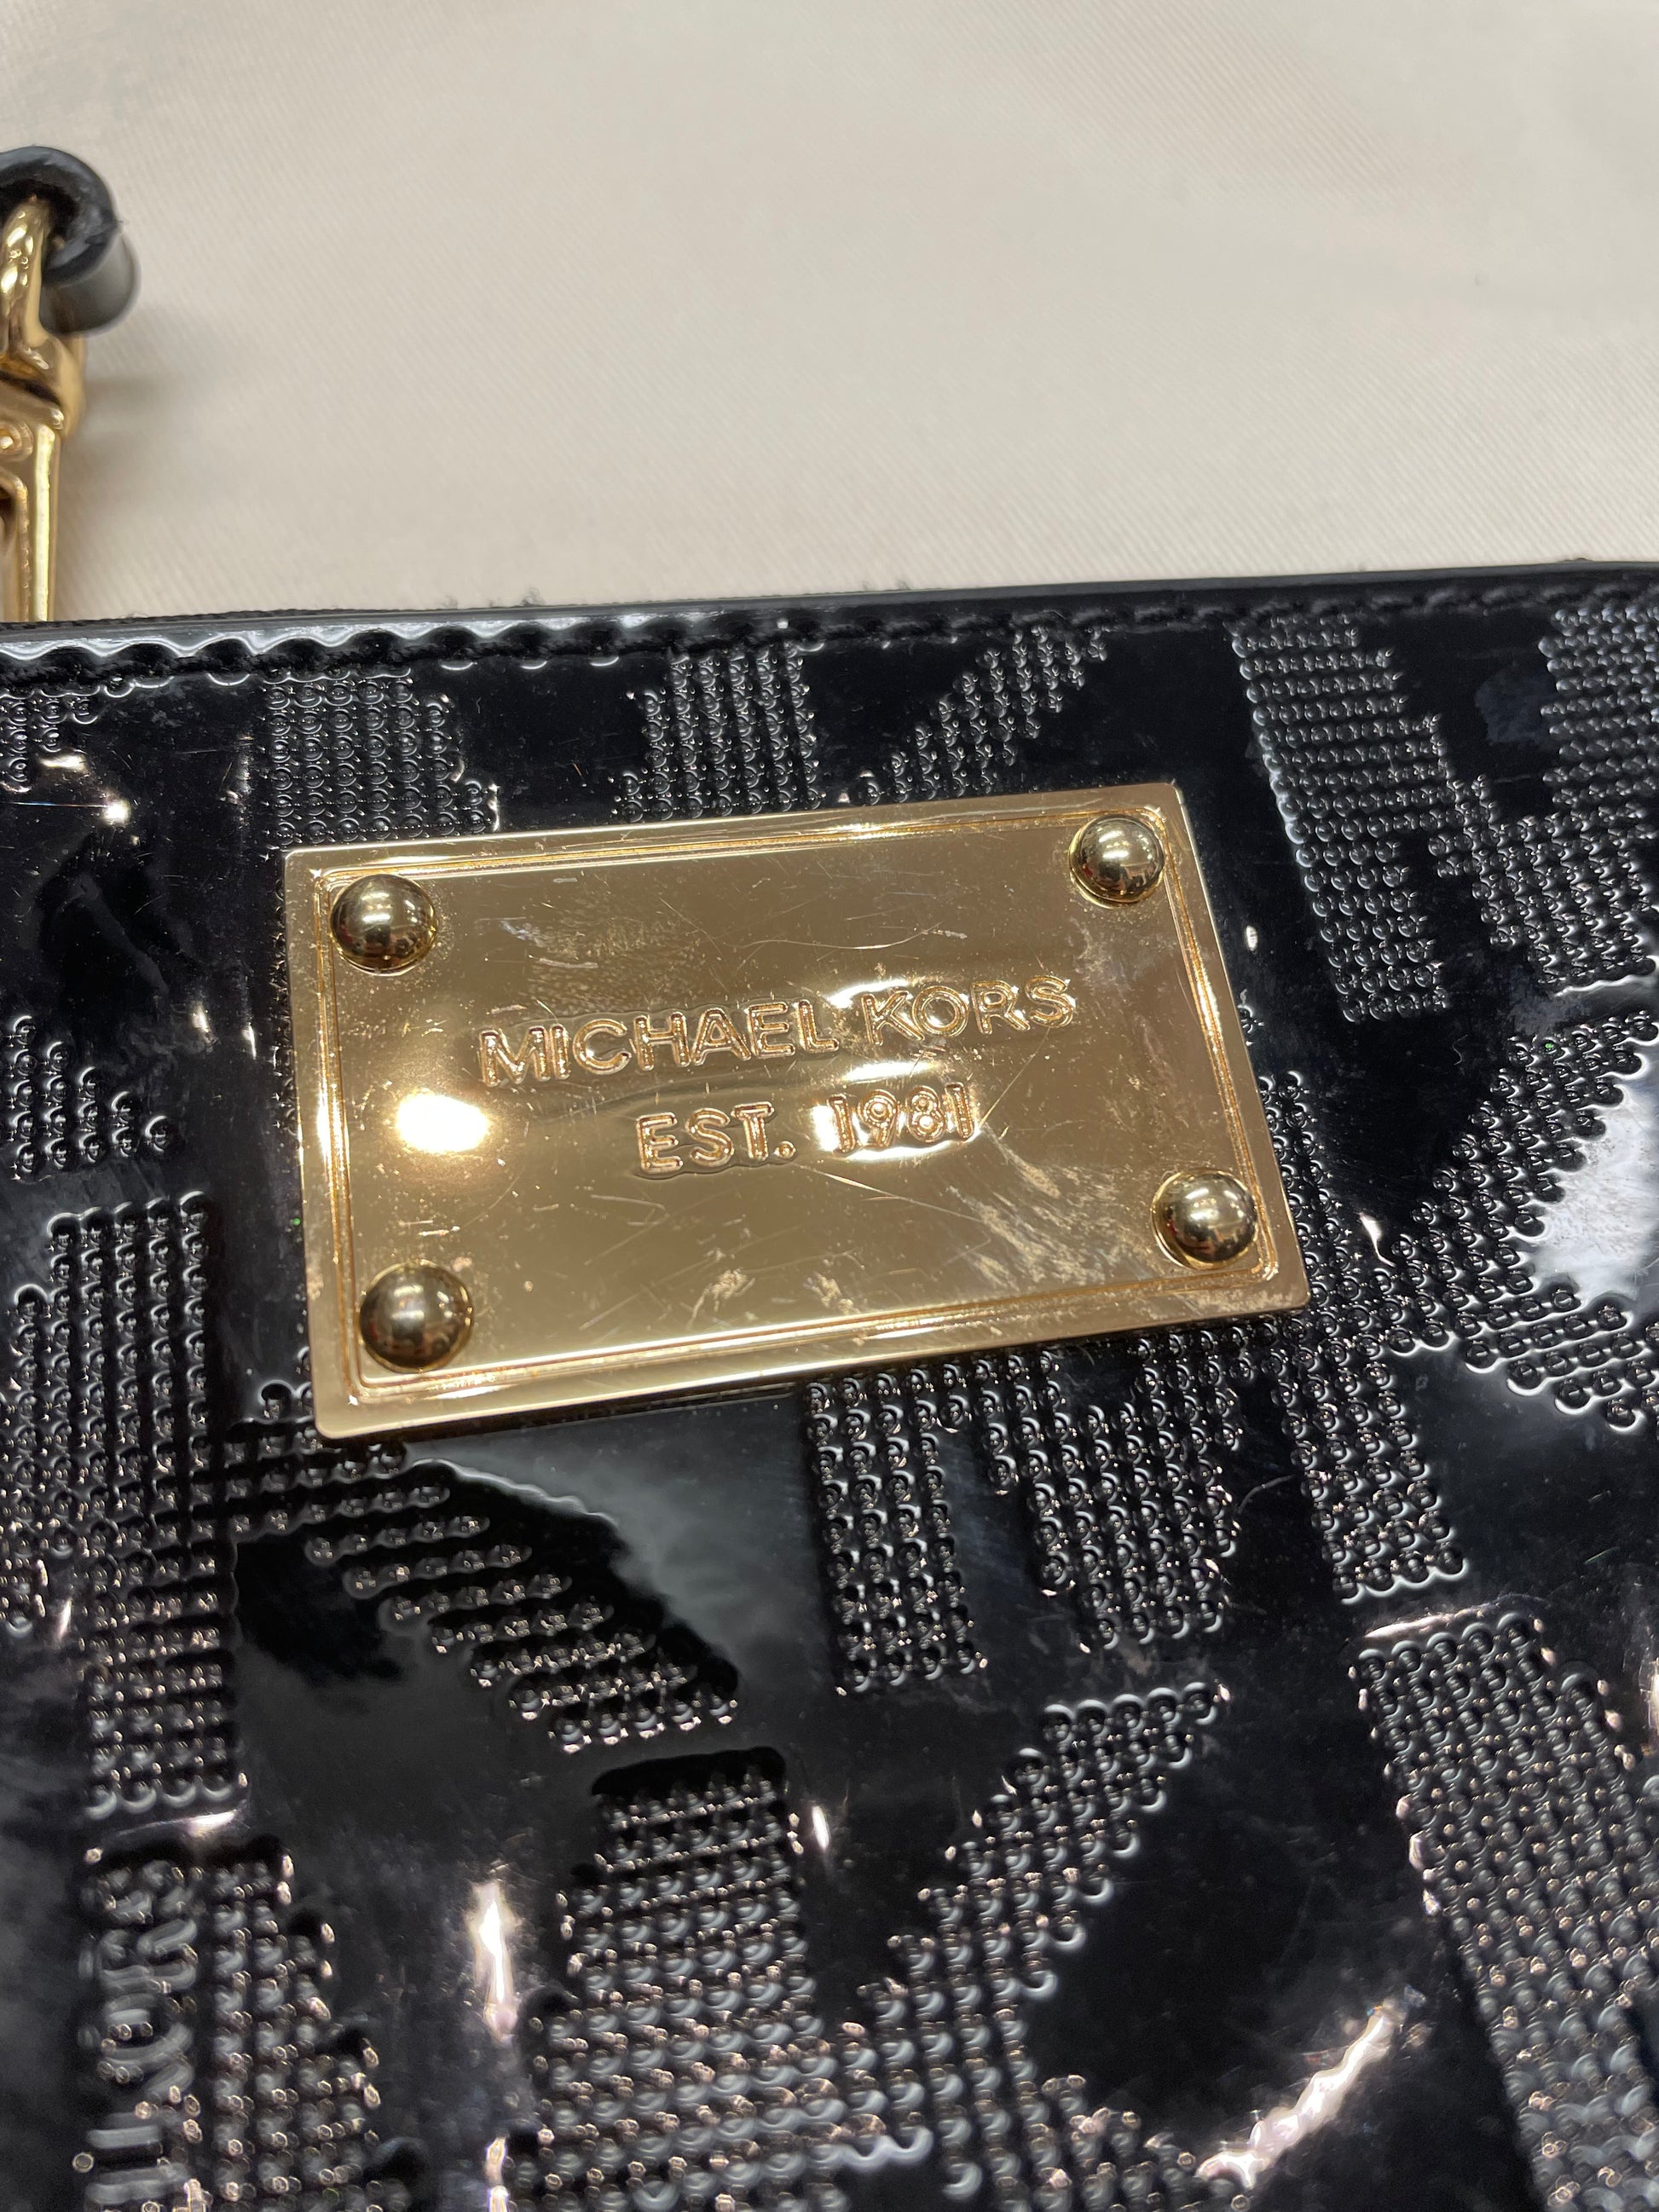 MICHAEL KORS
EST. 1981